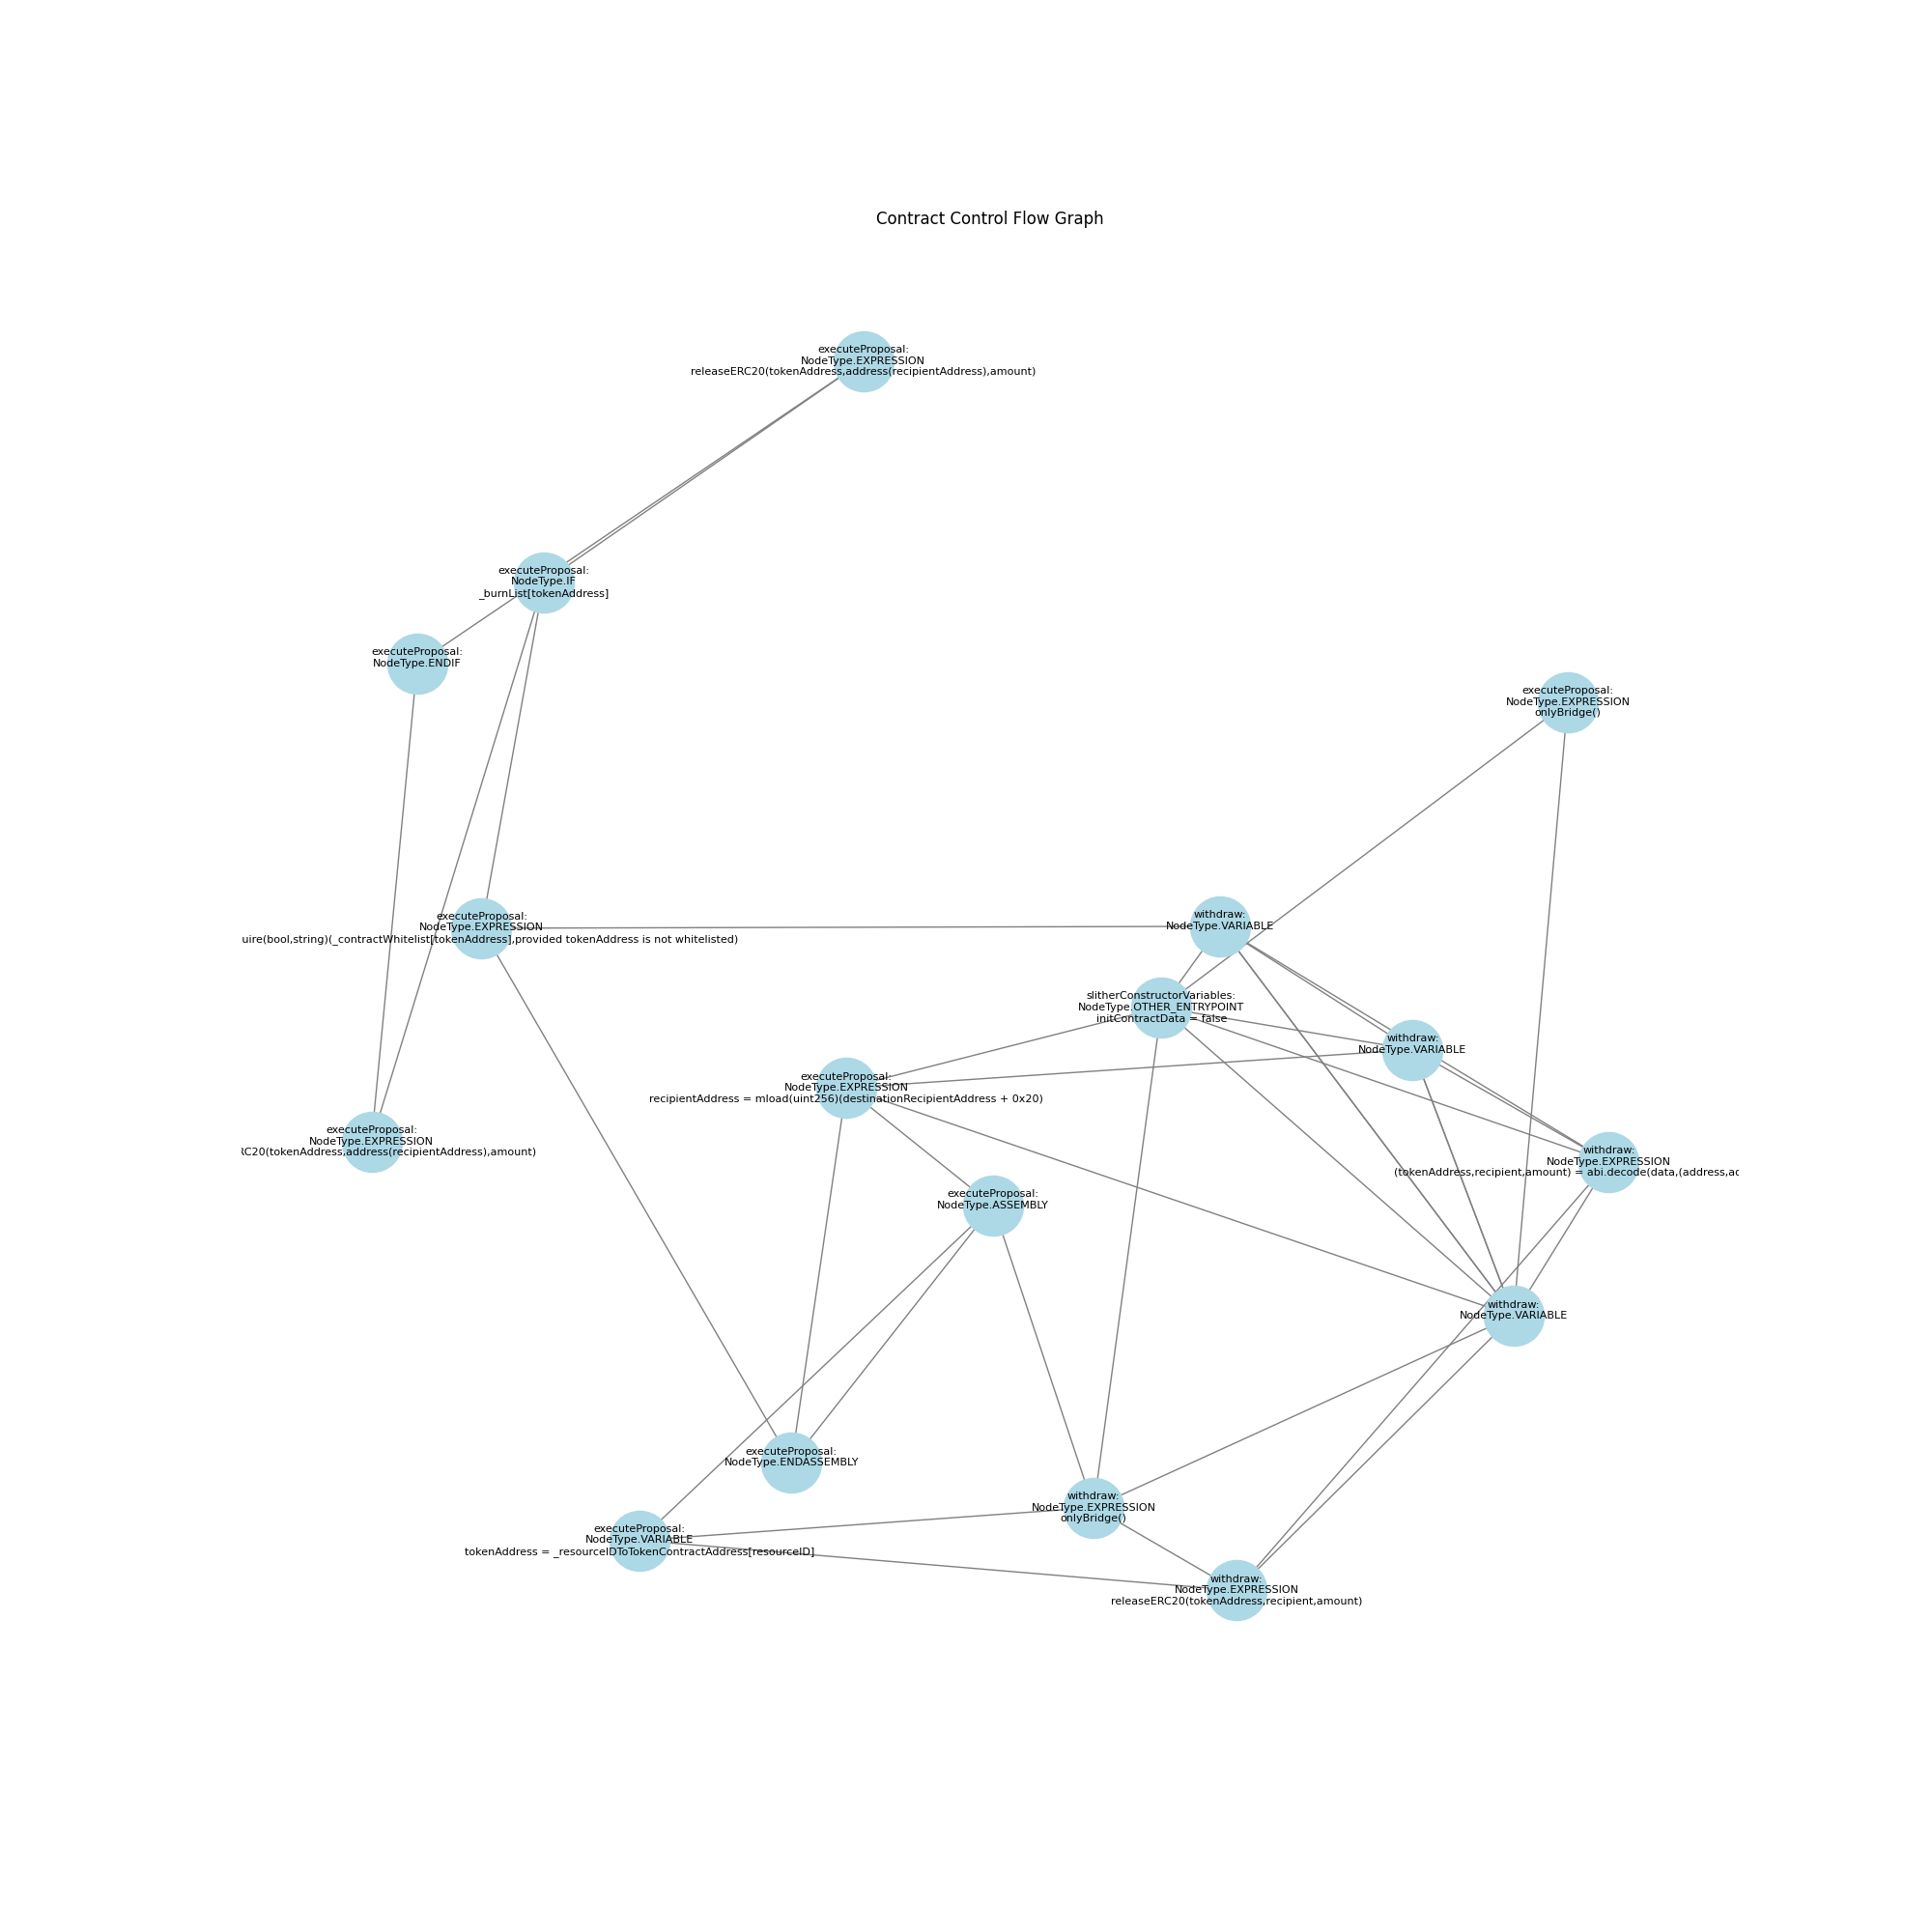 Contract Control Flow Graph
executeProposal:
NodeType.EXPRESSION
releaseERC20(tokenAddress,address(recipientAddress),amount)
executeProposal:
NodeType.IF
_burnList[tokenAddress]
executeProposal:
NodeType.ENDIF
executeProposal:
NodeType.EXPRESSION
onlyBridge()
executeProposal:
NodeType.EXPRESSION
uire(bool,string)(_contractWhitelist[tokenAddress],provided tokenAddress is not whitelisted)
withdraw:
NodeType.VARIABLE
slitherConstructorVariables:
NodeType.OTHER_ENTRYPOINT
initContractData = false
withdraw:
NodeType.VARIABLE
executeProposal:
NodeType.EXPRESSION
recipientAddress = mload(uint256)(destinationRecipientAddress + 0x20)
executeProposal:
NodeType.EXPRESSION
RC20(tokenAddress,address(recipientAddress),amount)
withdraw:
NodeType.EXPRESSION
(tokenAddress,recipient,amount) = abi.decode(data,(address,ad
executeProposal:
NodeType.ASSEMBLY
withdraw:
NodeType.VARIABLE
executeProposal:
NodeType.ENDASSEMBLY
withdraw:
NodeType.EXPRESSION
onlyBridge()
executeProposal:
NodeType.VARIABLE
tokenAddress = _resourceIDToTokenContractAddress[resourceID]
withdraw:
NodeType.EXPRESSION
releaseERC20(tokenAddress,recipient,amount)